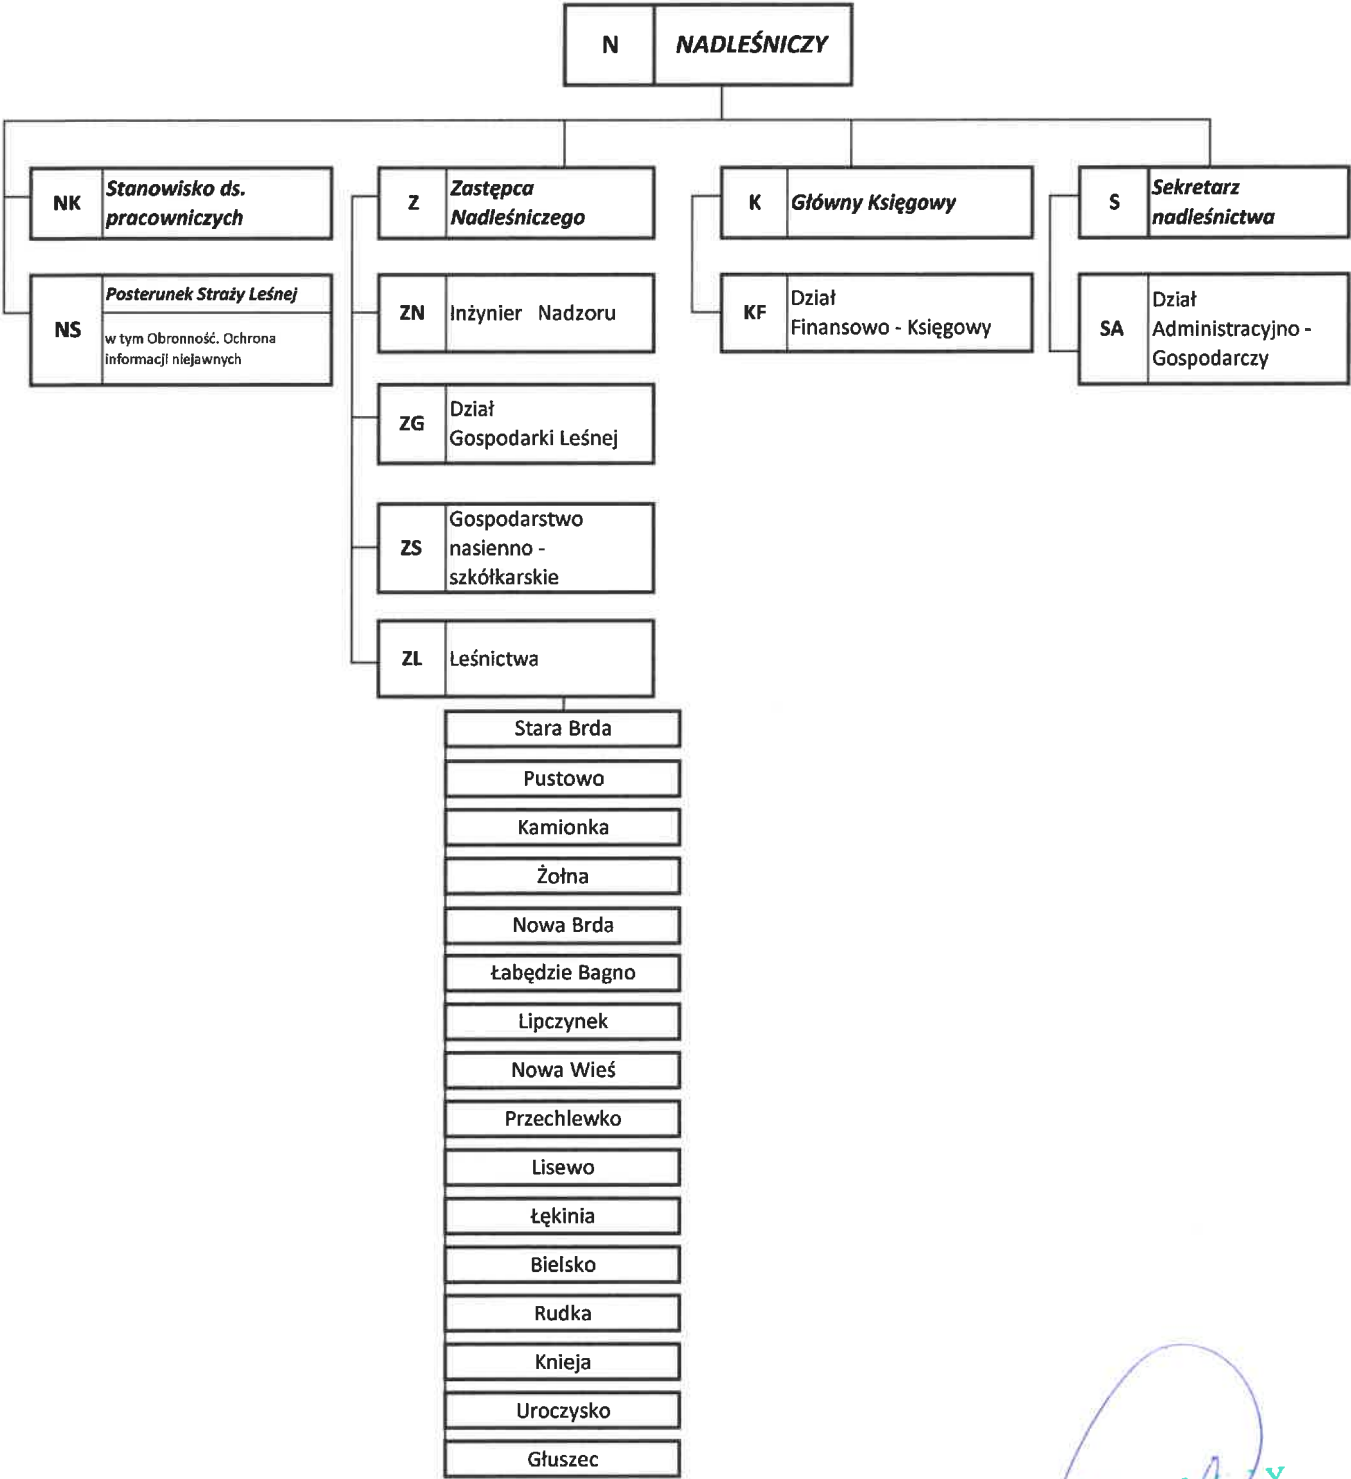 N NADLEŚNICZY
NK Stanowisko ds.
pracowniczych
NS Posterunek Straży Leśnej
w tym Obronność. Ochrona
informacji niejawnych
Z Zastępca
Nadleśniczego
ZN Inżynier Nadzoru
ZG Dział
Gospodarki Leśnej
ZS Gospodarstwo
nasienno -
szkółkarskie
ZL Leśnictwa
Stara Brda
Pustowo
Kamionka
Żołna
Nowa Brda
Łabędzie Bagno
Lipczynek
Nowa Wieś
Przechlewko
Lisewo
Łękinia
Bielsko
Rudka
Knieja
Uroczysko
Głuszec
K Główny Księgowy
KF Dział
Finansowo - Księgowy
S Sekretarz
nadleśnictwa
SA Dział
Administracyjno -
Gospodarczy